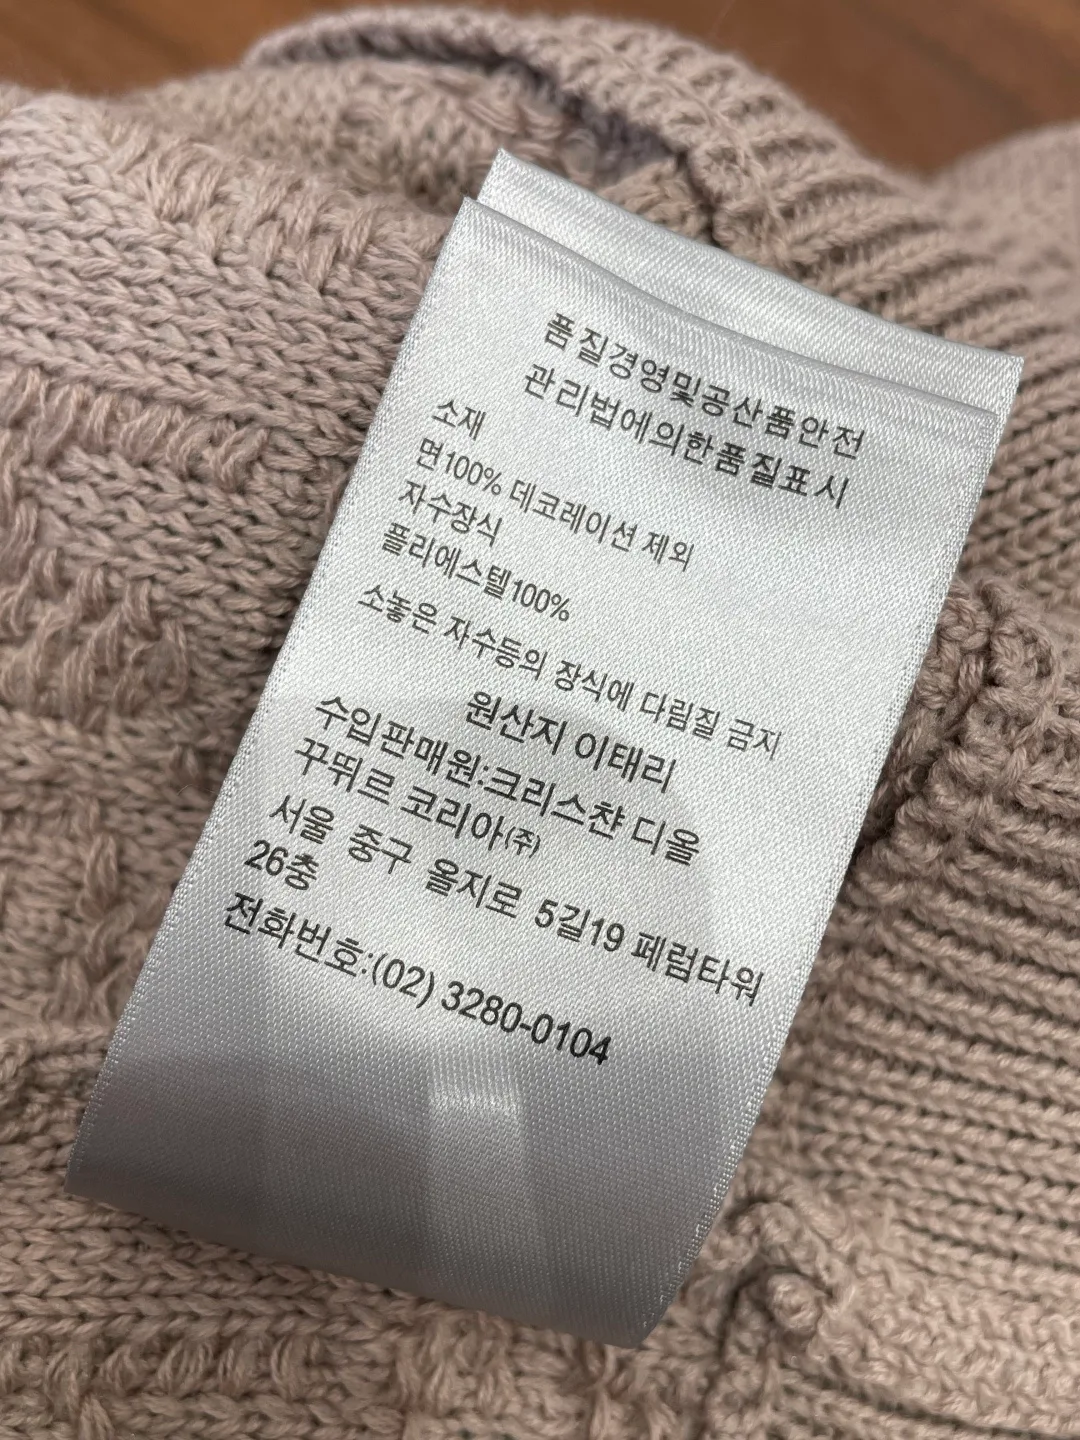 품질경영및공산품안전
관리법에의한품질표시
소재
면100% 데코레이션 제외
자수장식
폴리에스텔100%
소놓은 자수등의 장식에 다림질 금지
원산지 이태리
수입판매원:크리스챤 디올
꾸뛰르 코리아(주)
서울 중구 을지로 5길19 페럼타워
26층
전화번호:(02) 3280-0104